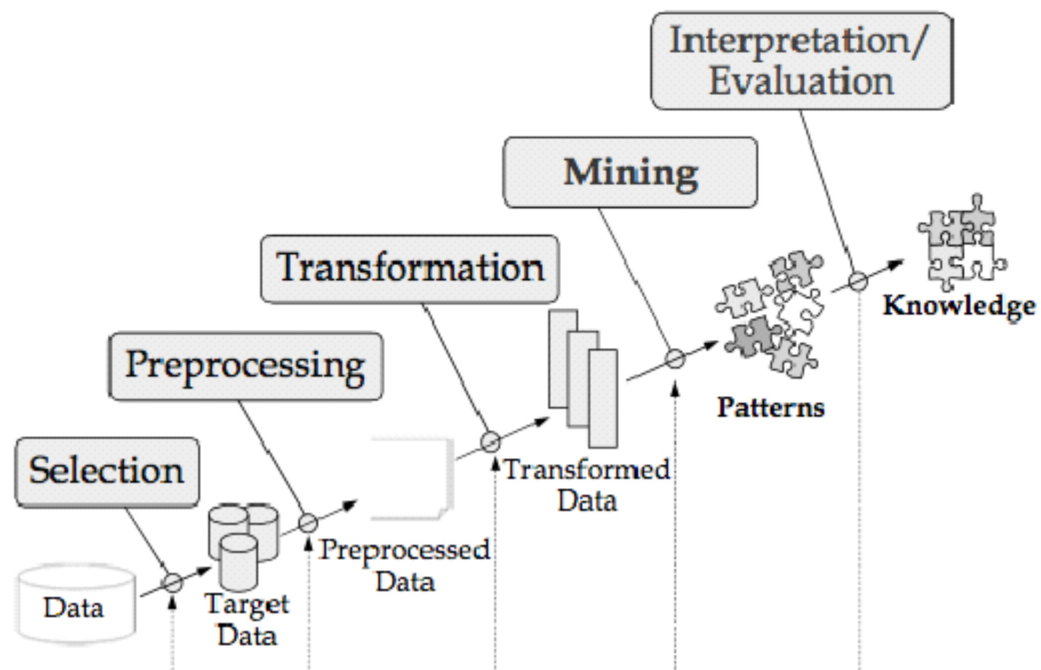 Interpretation/
Evaluation
Mining
Transformation
Knowledge
Preprocessing
Patterns
Selection
Transformed
Data
Preprocessed
Data
Data
Target
Data